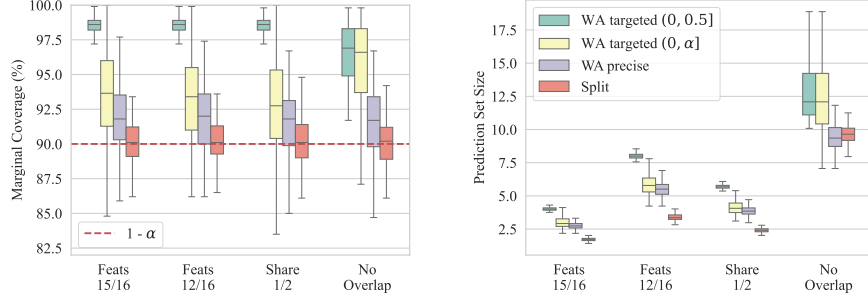 Marginal Coverage (%)
100.0
97.5
95.0
92.5
90.0
87.5
85.0
82.5
1 - α
Feats
15/16
Feats
12/16
Share
1/2
No
Overlap
Prediction Set Size
17.5
15.0
12.5
10.0
7.5
5.0
2.5
WA targeted (0, 0.5]
WA targeted (0, α]
WA precise
Split
Feats
15/16
Feats
12/16
Share
1/2
No
Overlap